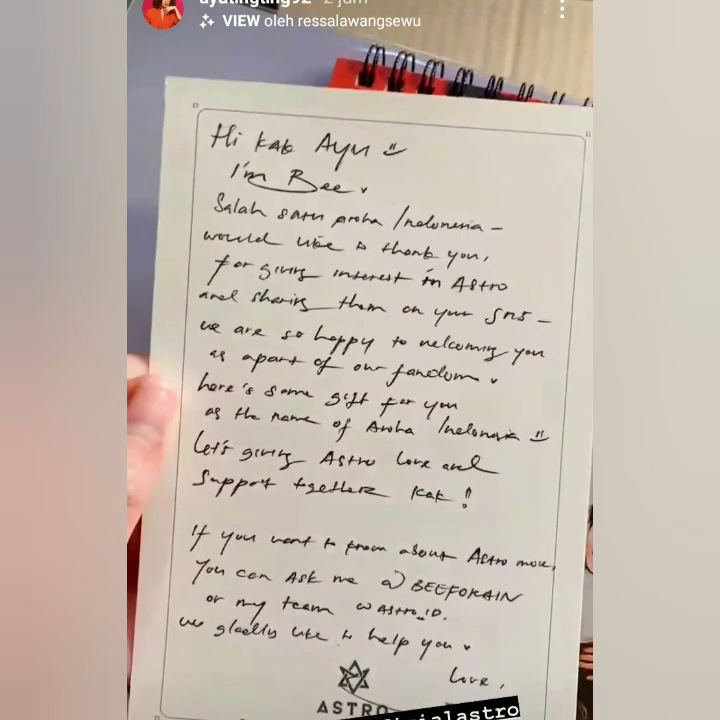 ayutingting92 2 jam
VIEW oleh ressalawangsewu
Hi Kak Ayu
I'm Bee
Salah satu aroha Indonesia -
would like to thank you,
for giving interest in ASTRO
and sharing them on your SNS -
we are so happy to welcoming you
as apart of our fandom
here's some gift for you
as the name of Aroha Indonesia
Let's giving ASTRO Love and
Support together Kak !
If you want to know about Astro more,
You can Ask me @BEEFORAIN
or my team @ASTRO_ID.
we gladly like to help you
Love,
ASTRO